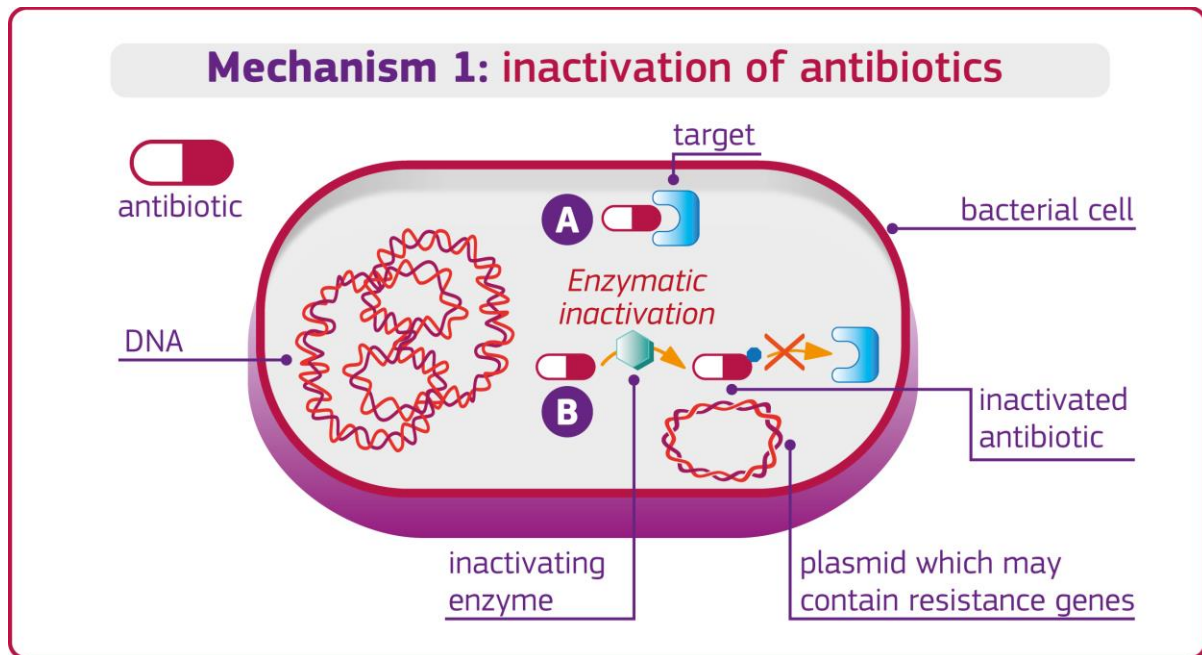 Mechanism 1: inactivation of antibiotics
antibiotic
target
A
bacterial cell
Enzymatic
inactivation
DNA
B
inactivated
antibiotic
inactivating
enzyme
plasmid which may
contain resistance genes